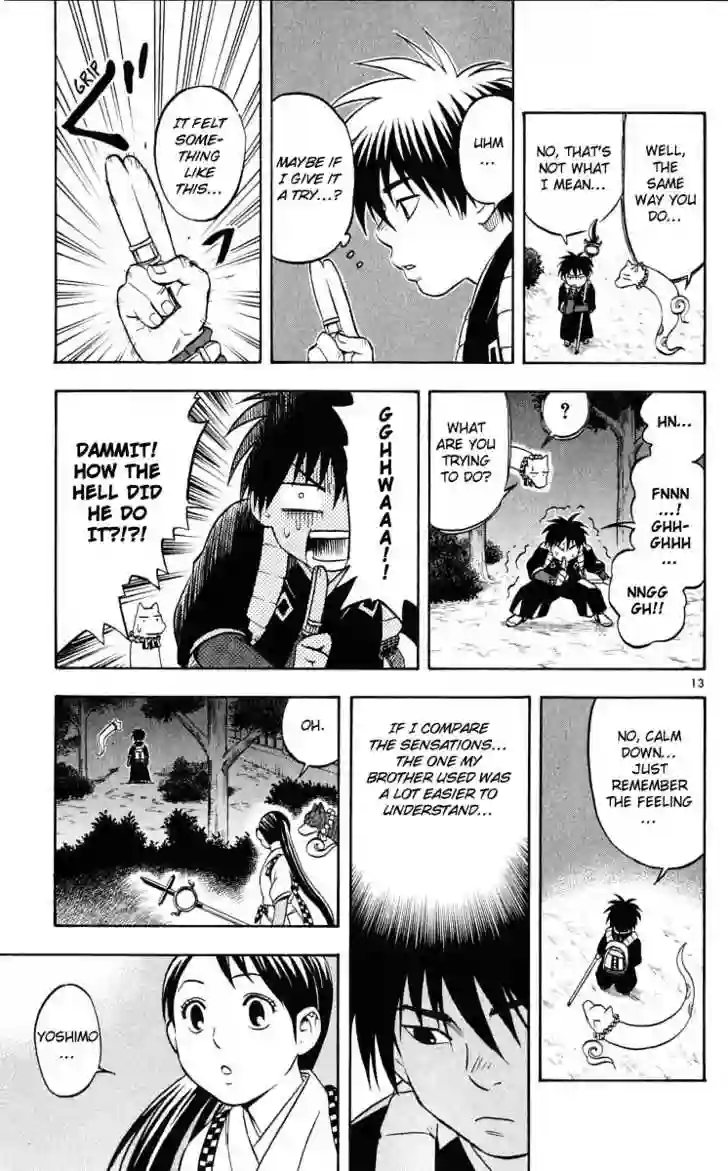 WELL,
THE
SAME
WAY YOU
DO...
NO, THAT'S
NOT WHAT
I MEAN...
UHM
...
MAYBE IF
I GIVE IT
A TRY...?
IT FELT
SOME-
THING
LIKE
THIS...
GRIP
グッ
HN...
FNNN
...!
GHH-
GHHH
...
NNGG
GH!!
?
WHAT
ARE YOU
TRYING
TO DO?
GGHHWAAA!!
DAMMIT!
HOW THE
HELL DID
HE DO
IT?!?!
13
NO, CALM
DOWN...
JUST
REMEMBER
THE FEELING
...
IF I COMPARE
THE SENSATIONS...
THE ONE MY
BROTHER USED WAS
A LOT EASIER TO
UNDERSTAND...
OH.
YOSHIMO
...